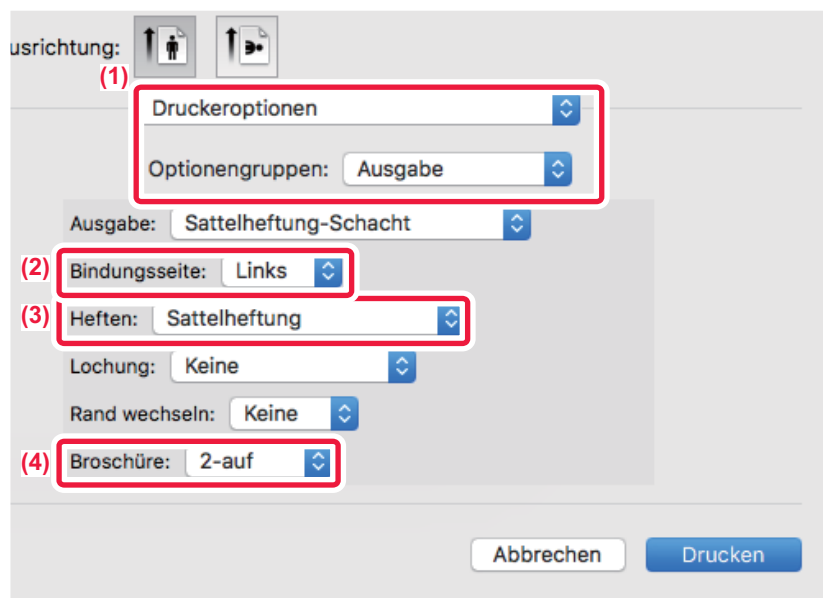 usrichtung:
(1)
Druckeroptionen
Optionengruppen: Ausgabe
Ausgabe: Sattelheftung-Schacht
(2) Bindungsseite: Links
(3) Heften: Sattelheftung
Lochung: Keine
Rand wechseln: Keine
(4) Broschüre: 2-auf
Abbrechen Drucken